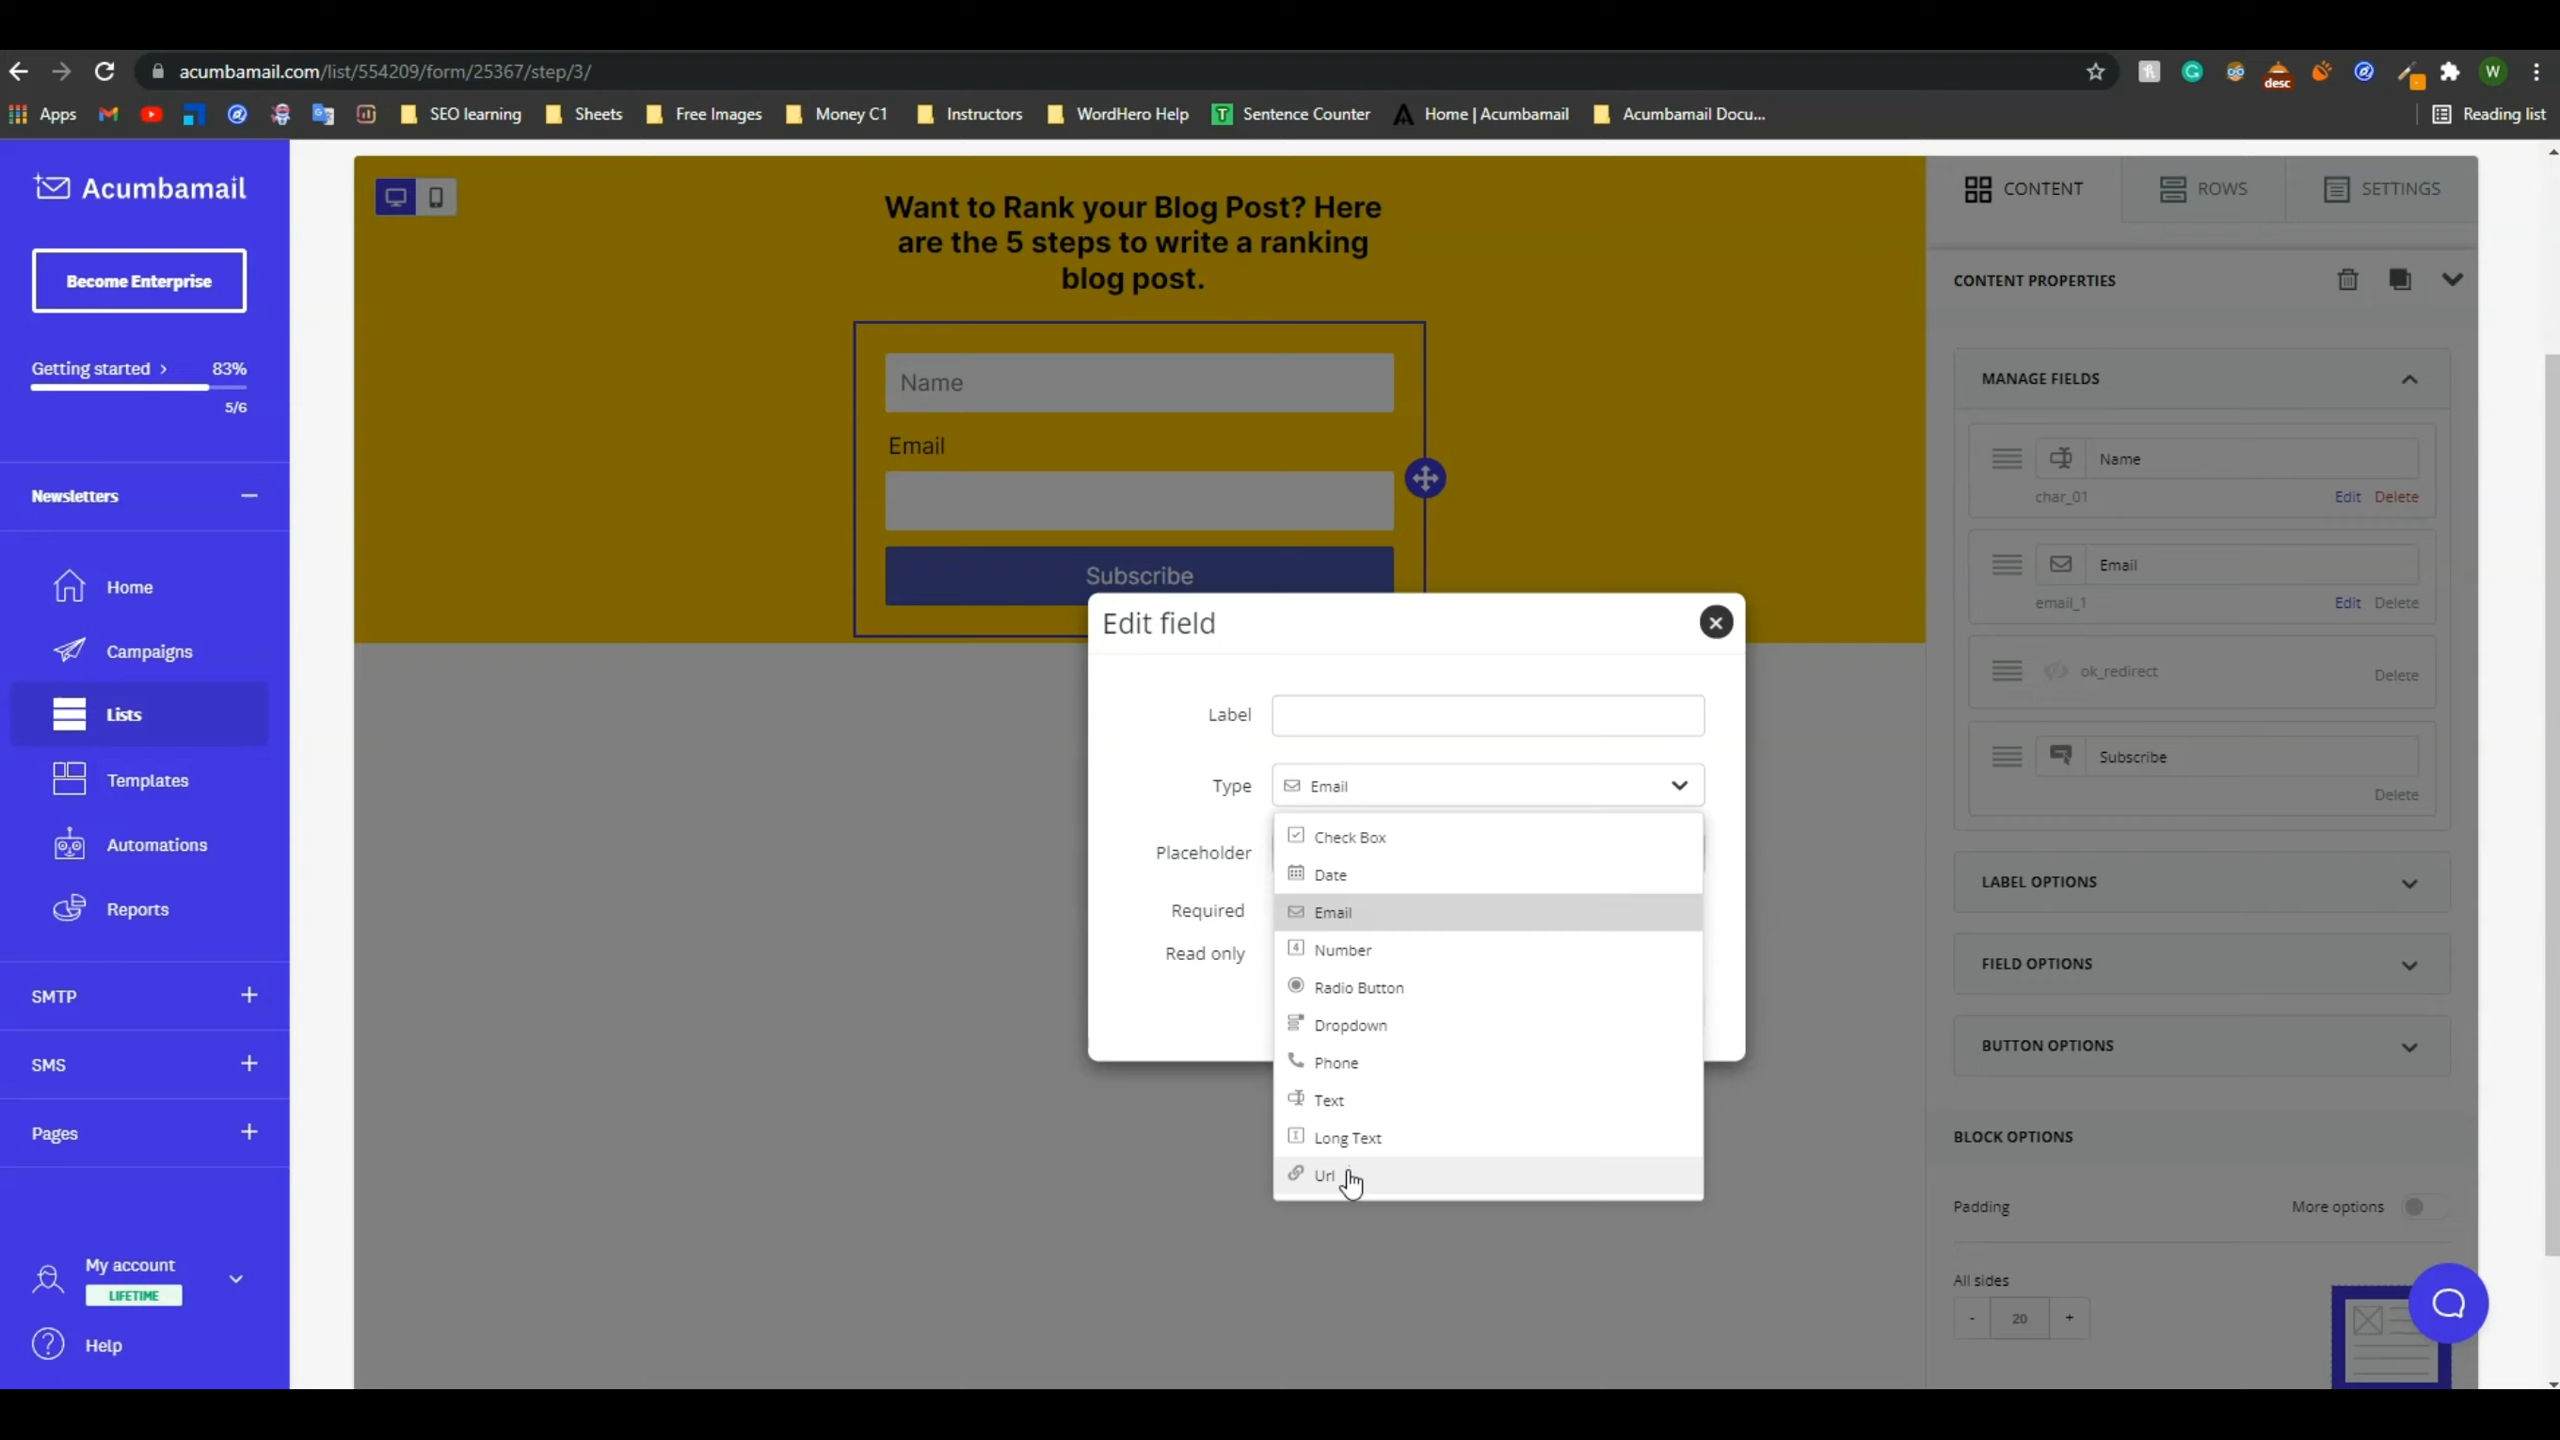 acumbamail.com/list/554209/form/25367/step/3/
W
desc
Apps
SEO learning
Sheets
Free Images
Money C1
Instructors
WordHero Help
T Sentence Counter
Home | Acumbamail
Acumbamail Docu...
Reading list
Acumbamail
Become Enterprise
Getting started > 83%
5/6
Newsletters
Home
Campaigns
Lists
Templates
Automations
Reports
SMTP +
SMS +
Pages +
My account
LIFETIME
? Help
Want to Rank your Blog Post? Here
are the 5 steps to write a ranking
blog post.
Name
Email
Subscribe
Edit field
Label
Type
Email
Placeholder
Required
Read only
Check Box
Date
Email
4 Number
Radio Button
Dropdown
Phone
Text
Long Text
Url
CONTENT
ROWS
SETTINGS
CONTENT PROPERTIES
MANAGE FIELDS
Name
char_01 Edit Delete
Email
email_1 Edit Delete
ok_redirect Delete
Subscribe
Delete
LABEL OPTIONS
FIELD OPTIONS
BUTTON OPTIONS
BLOCK OPTIONS
Padding More options
All sides
- 20 +